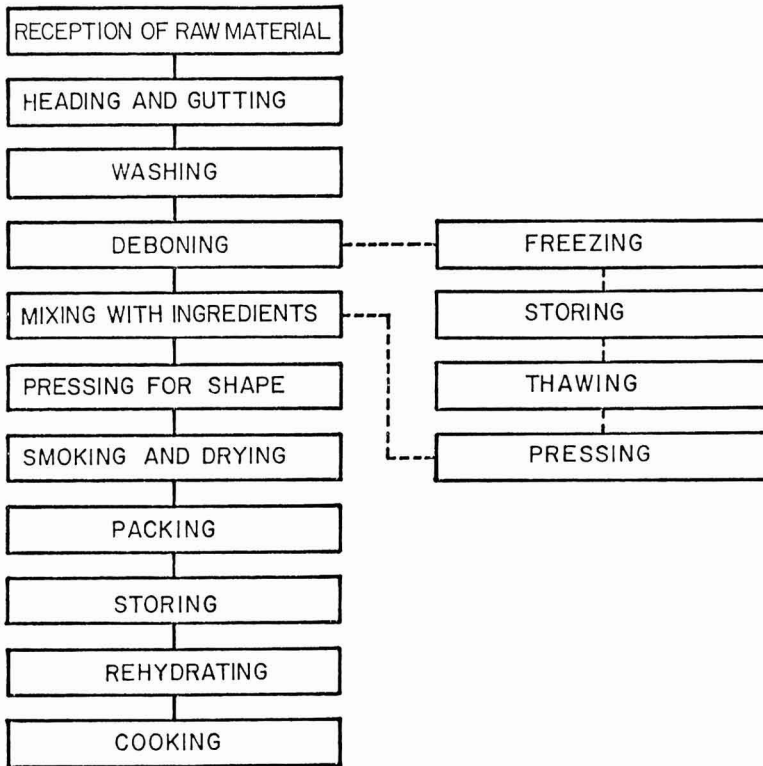 RECEPTION OF RAW MATERIAL
HEADING AND GUTTING
WASHING
DEBONING
MIXING WITH INGREDIENTS
PRESSING FOR SHAPE
SMOKING AND DRYING
PACKING
STORING
REHYDRATING
COOKING
FREEZING
STORING
THAWING
PRESSING